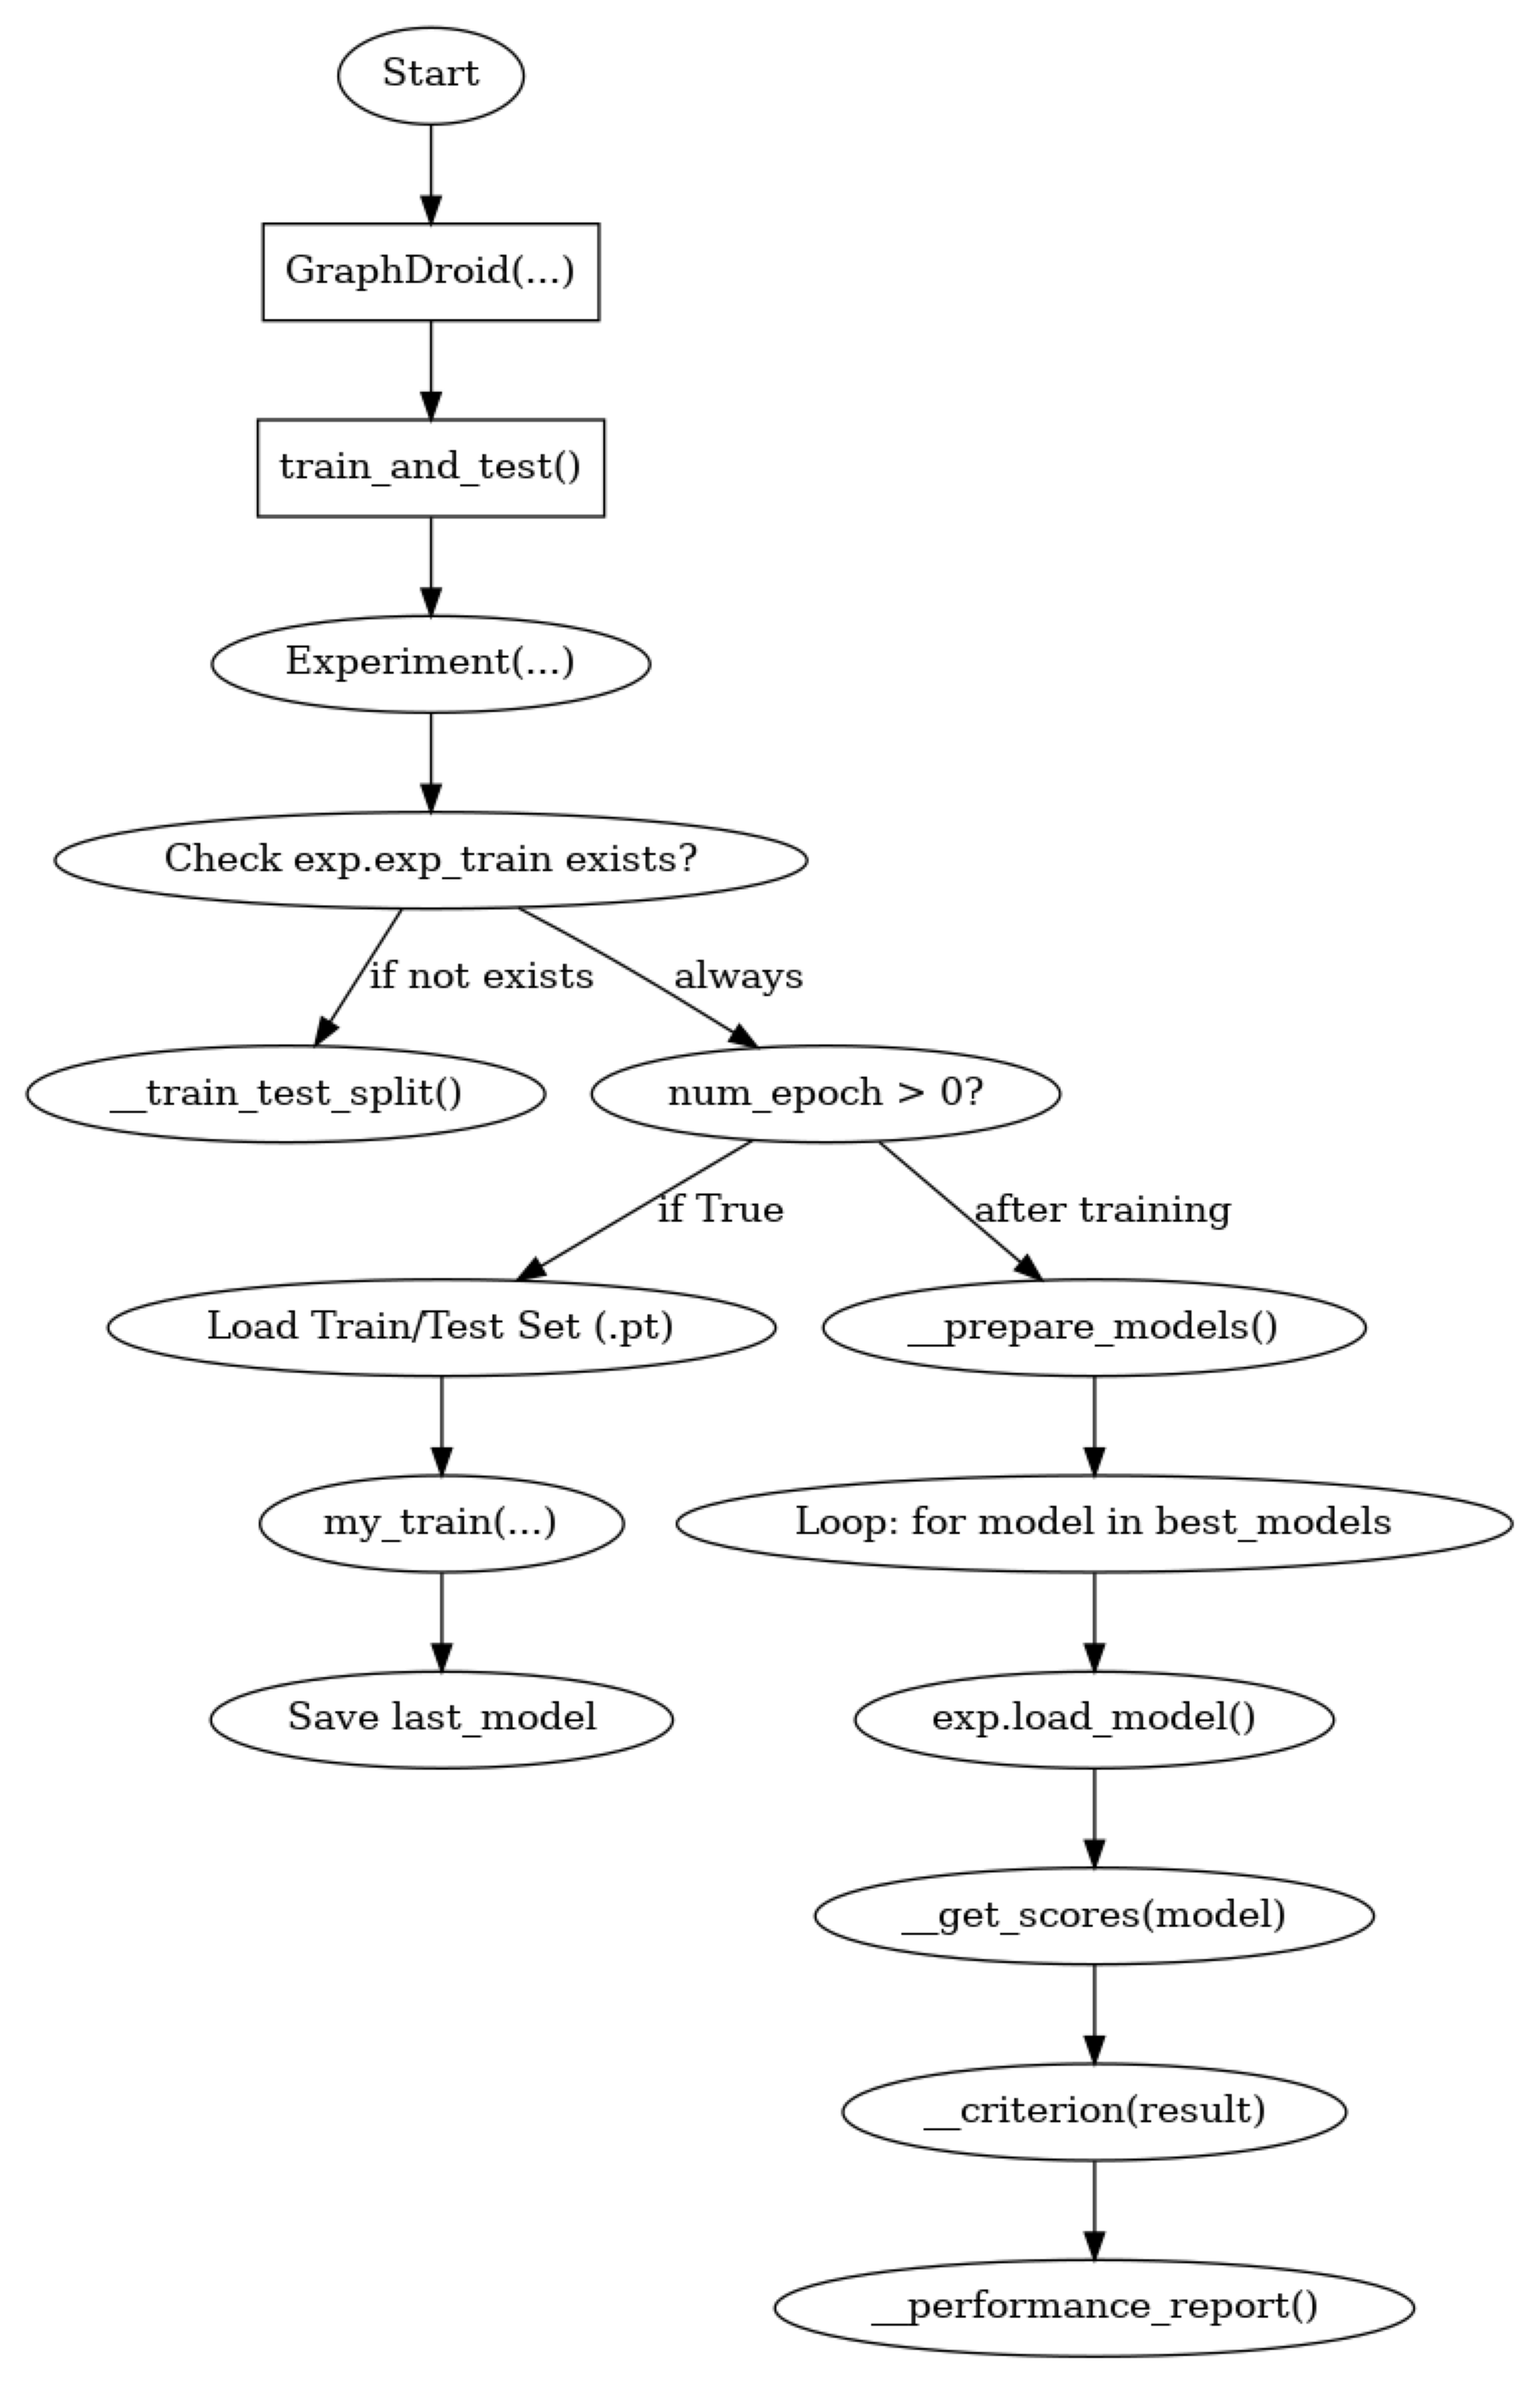 Start
GraphDroid(...)
train_and_test()
Experiment(...)
Check exp.exp_train exists?
if not exists
always
__train_test_split()
num_epoch > 0?
if True
after training
Load Train/Test Set (.pt)
__prepare_models()
my_train(...)
Loop: for model in best_models
Save last_model
exp.load_model()
__get_scores(model)
__criterion(result)
__performance_report()